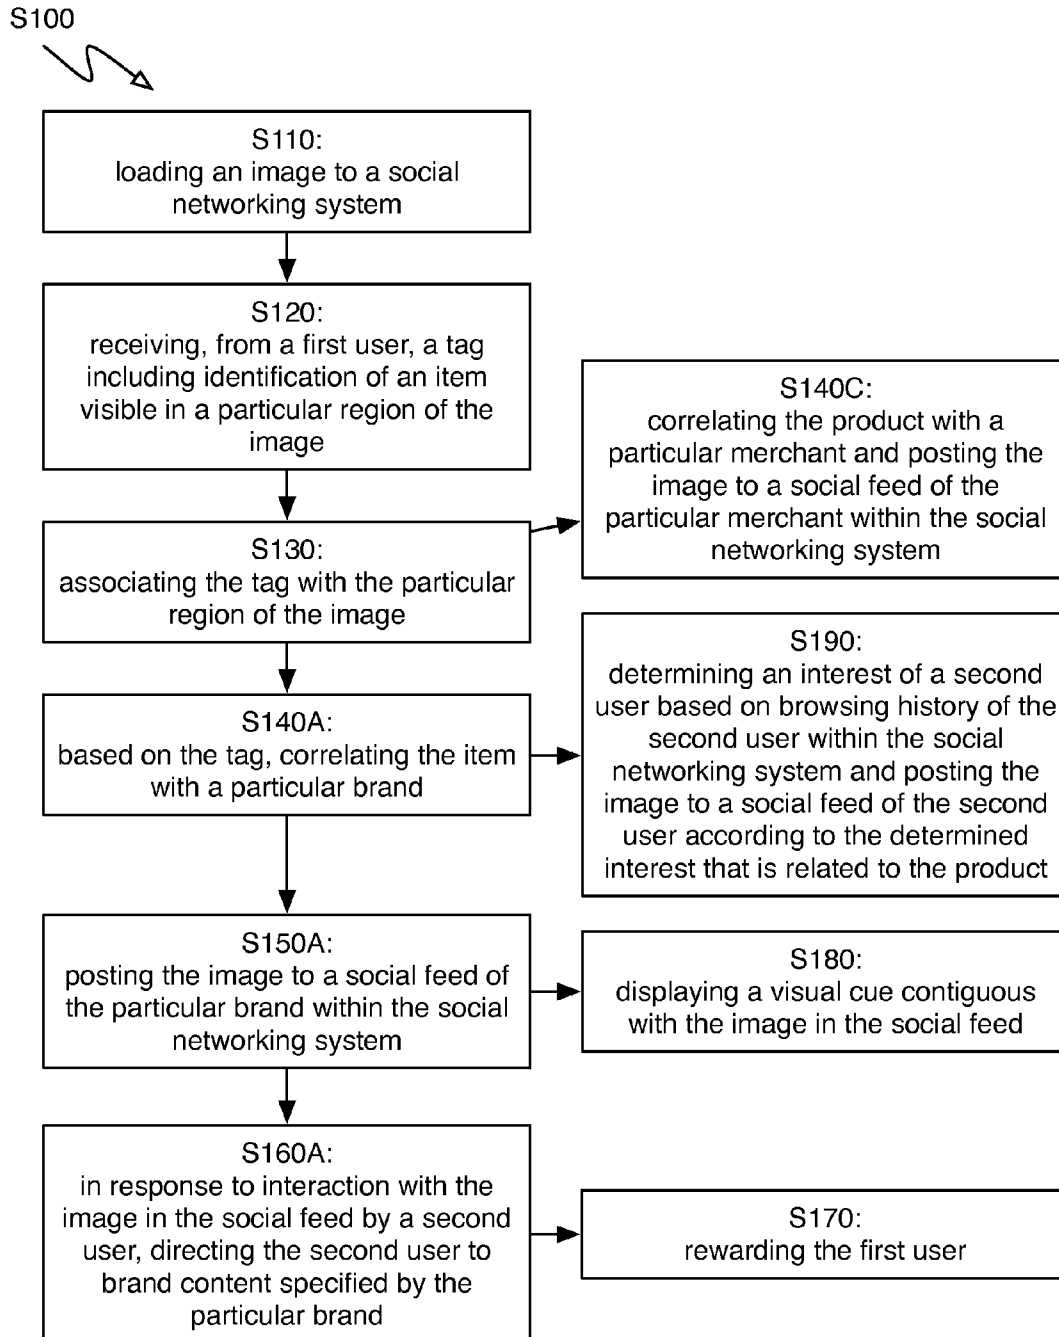 S100
S110:
loading an image to a social
networking system
S120:
receiving, from a first user, a tag
including identification of an item
visible in a particular region of the
image
S130:
associating the tag with the particular
region of the image
S140A:
based on the tag, correlating the item
with a particular brand
S150A:
posting the image to a social feed of
the particular brand within the social
networking system
S160A:
in response to interaction with the
image in the social feed by a second
user, directing the second user to
brand content specified by the
particular brand
S140C:
correlating the product with a
particular merchant and posting the
image to a social feed of the
particular merchant within the social
networking system
S190:
determining an interest of a second
user based on browsing history of the
second user within the social
networking system and posting the
image to a social feed of the second
user according to the determined
interest that is related to the product
S180:
displaying a visual cue contiguous
with the image in the social feed
S170:
rewarding the first user